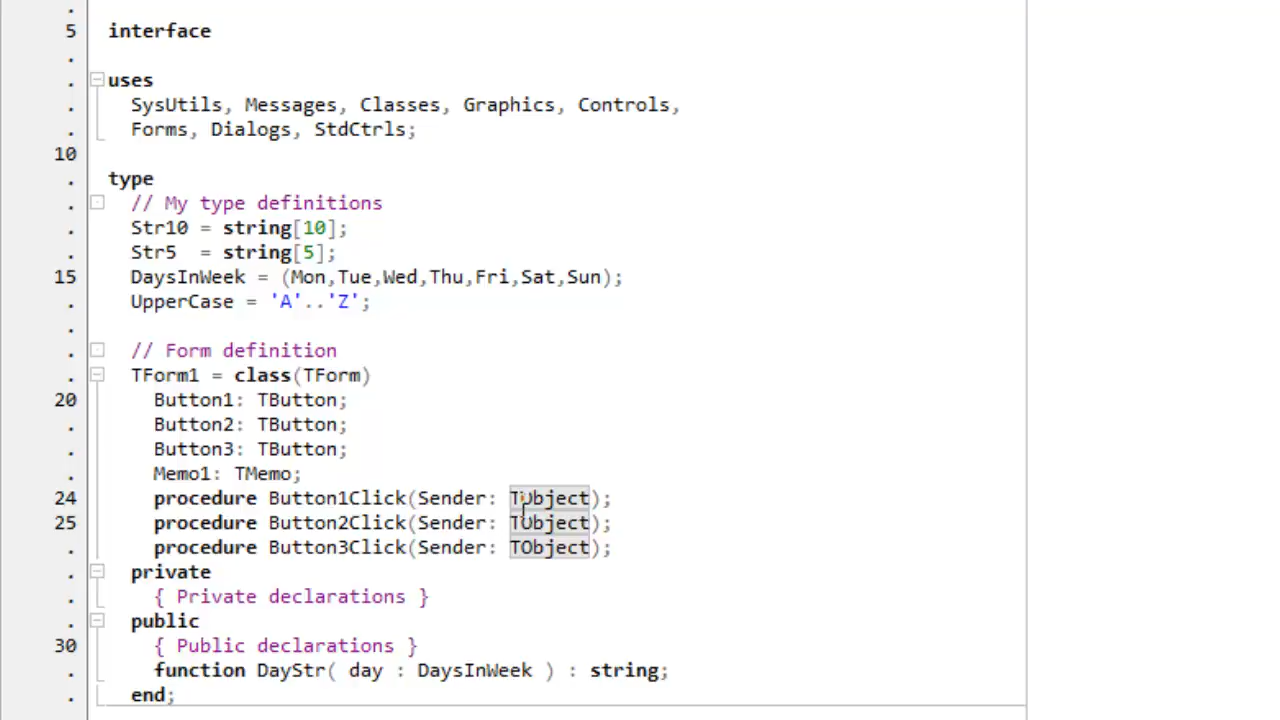 5 interface
uses
SysUtils, Messages, Classes, Graphics, Controls,
Forms, Dialogs, StdCtrls;
10
type
// My type definitions
Str10 = string[10];
Str5  = string[5];
15 DaysInWeek = (Mon,Tue,Wed,Thu,Fri,Sat,Sun);
UpperCase = 'A'..'Z';
// Form definition
TForm1 = class(TForm)
20 Button1: TButton;
Button2: TButton;
Button3: TButton;
Memo1: TMemo;
24 procedure Button1Click(Sender: TObject);
25 procedure Button2Click(Sender: TObject);
procedure Button3Click(Sender: TObject);
private
{ Private declarations }
public
30 { Public declarations }
function DayStr( day : DaysInWeek ) : string;
end;